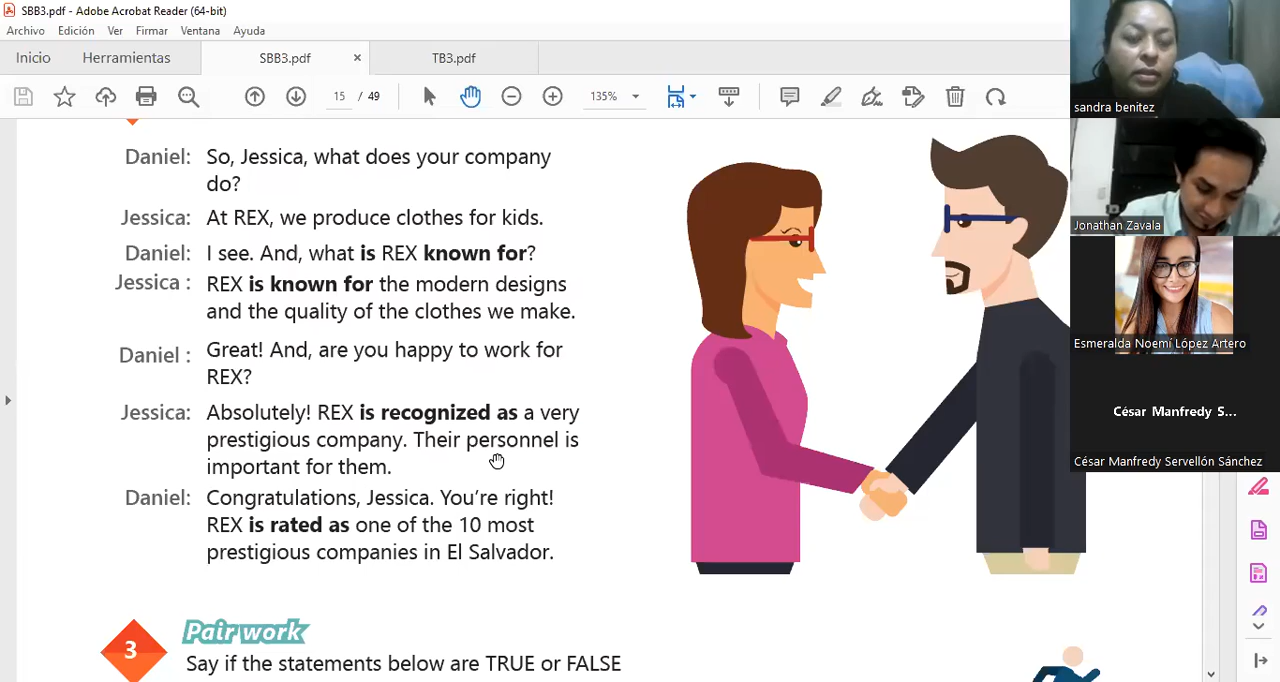 SBB3.pdf - Adobe Acrobat Reader (64-bit)
Archivo Edición Ver Firmar Ventana Ayuda
Inicio Herramientas SBB3.pdf × TB3.pdf
15 / 49 135%
Daniel: So, Jessica, what does your company
do?
Jessica: At REX, we produce clothes for kids.
Daniel: I see. And, what is REX known for?
Jessica : REX is known for the modern designs
and the quality of the clothes we make.
Daniel : Great! And, are you happy to work for
REX?
Jessica: Absolutely! REX is recognized as a very
prestigious company. Their personnel is
important for them.
Daniel: Congratulations, Jessica. You're right!
REX is rated as one of the 10 most
prestigious companies in El Salvador.
3 Pair work
Say if the statements below are TRUE or FALSE
sandra benitez
Jonathan Zavala
Esmeralda Noemí López Artero
César Manfredy S...
César Manfredy Servellón Sánchez